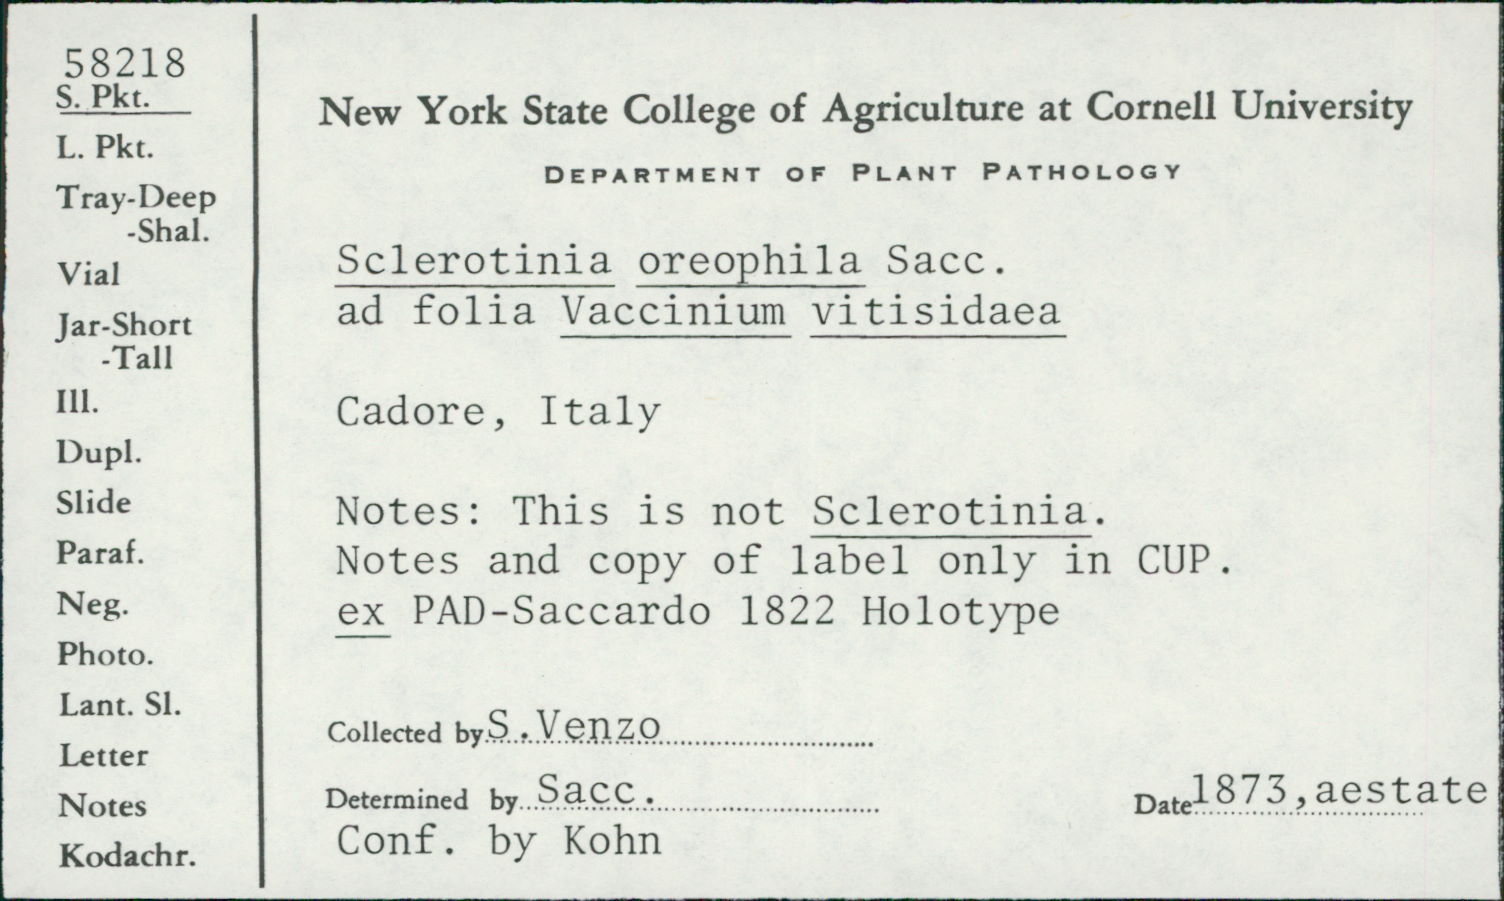 58218
S. Pkt.
L. Pkt.
Tray-Deep
-Shal.
Vial
Jar-Short
-Tall
Ill.
Dupl.
Slide
Paraf.
Neg.
Photo.
Lant. Sl.
Letter
Notes
Kodachr.
New York State College of Agriculture at Cornell University
DEPARTMENT OF PLANT PATHOLOGY
Sclerotinia oreophila Sacc.
ad folia Vaccinium vitisidaea
Cadore, Italy
Notes: This is not Sclerotinia.
Notes and copy of label only in CUP.
ex PAD-Saccardo 1822 Holotype
Collected by S. Venzo
Determined by Sacc.
Date 1873, aestate
Conf. by Kohn